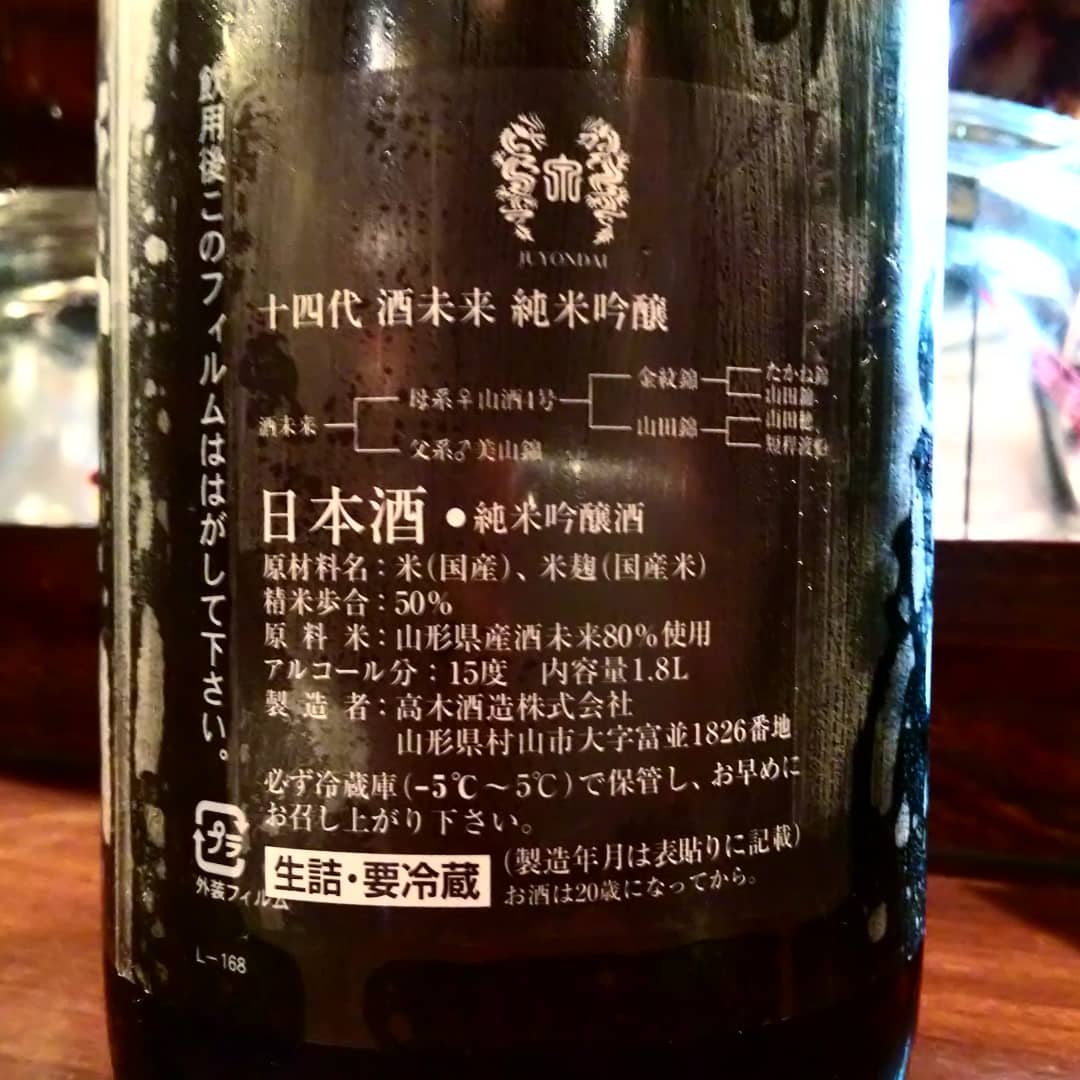 飲用後このフィルムははがして下さい。
JUYONDAI
十四代 酒未来 純米吟醸
酒未来
母系♀山酒4号
父系♂美山錦
金紋錦
山田錦
たかね錦
山田錦
山田穂
短稈渡船
日本酒・純米吟醸酒
原材料名：米(国産)、米麹(国産米)
精米歩合：50%
原料米：山形県産酒未来80%使用
アルコール分：15度 内容量1.8L
製造者：高木酒造株式会社
山形県村山市大字富並1826番地
必ず冷蔵庫(-5℃～5℃)で保管し、お早めに
お召し上がり下さい。
生詰・要冷蔵
(製造年月は表貼りに記載)
お酒は20歳になってから。
プラ
外装フィルム
L-168